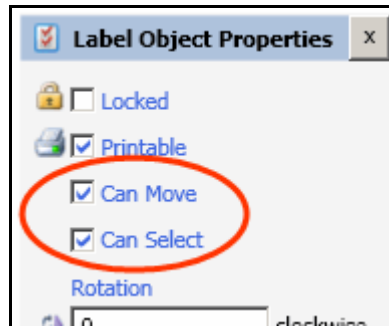 Label Object Properties x
Locked
Printable
Can Move
Can Select
Rotation
0 clockwise